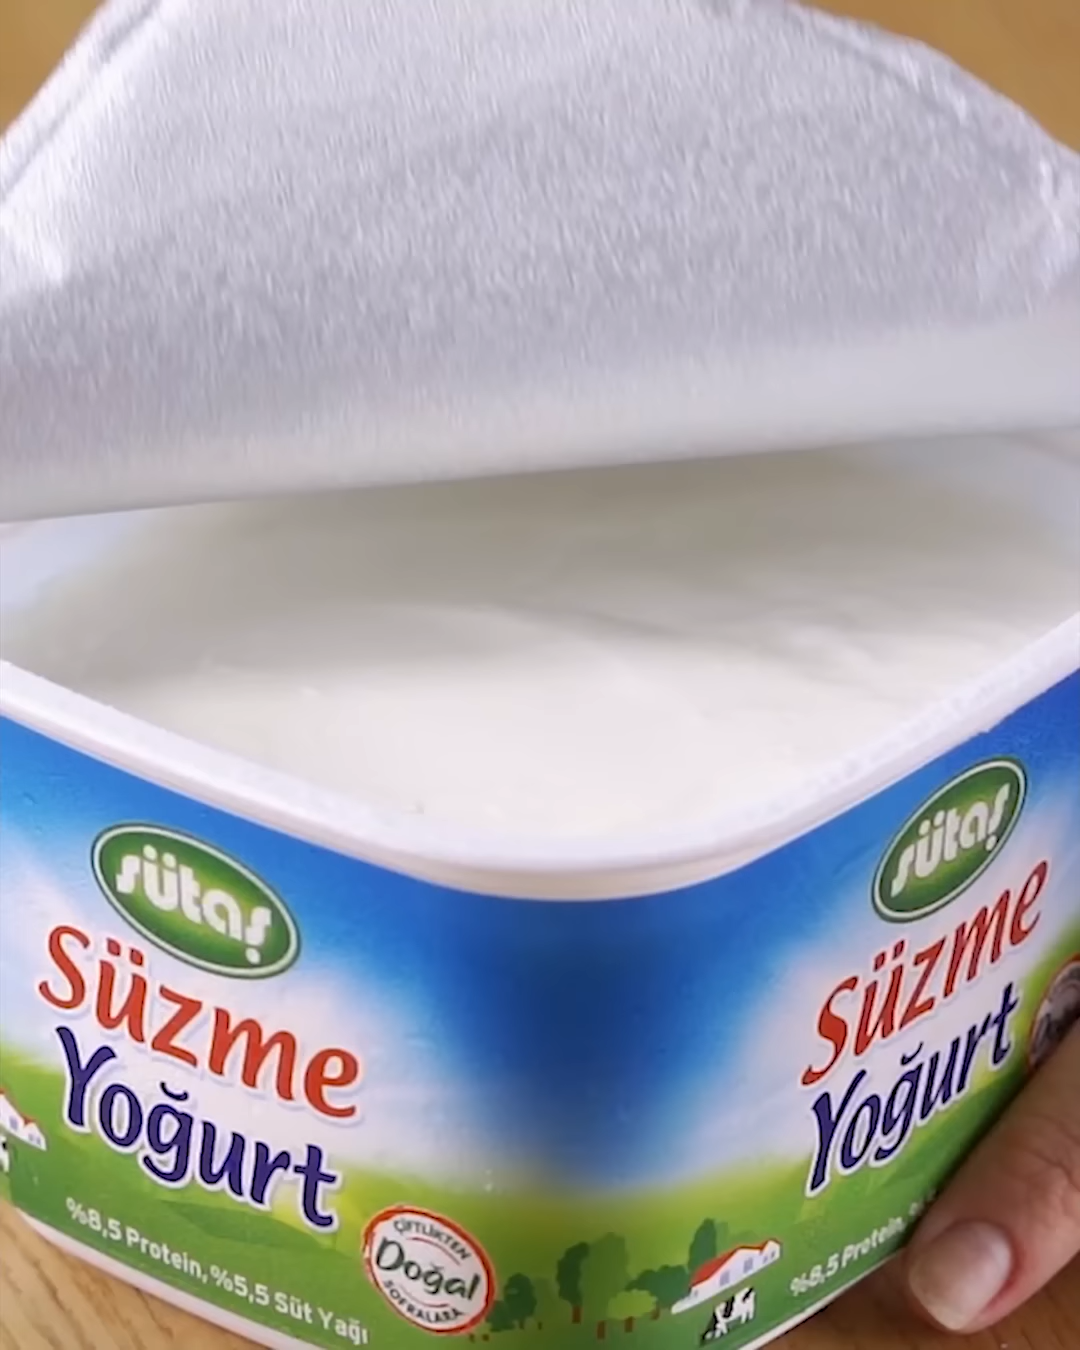 sütaş
Süzme
Yoğurt
%8,5 Protein, %5,5 Süt Yağı
ÇİFTLİKTEN
Doğal
SOFRALARA
sütaş
Süzme
Yoğurt
%8,5 Protein,